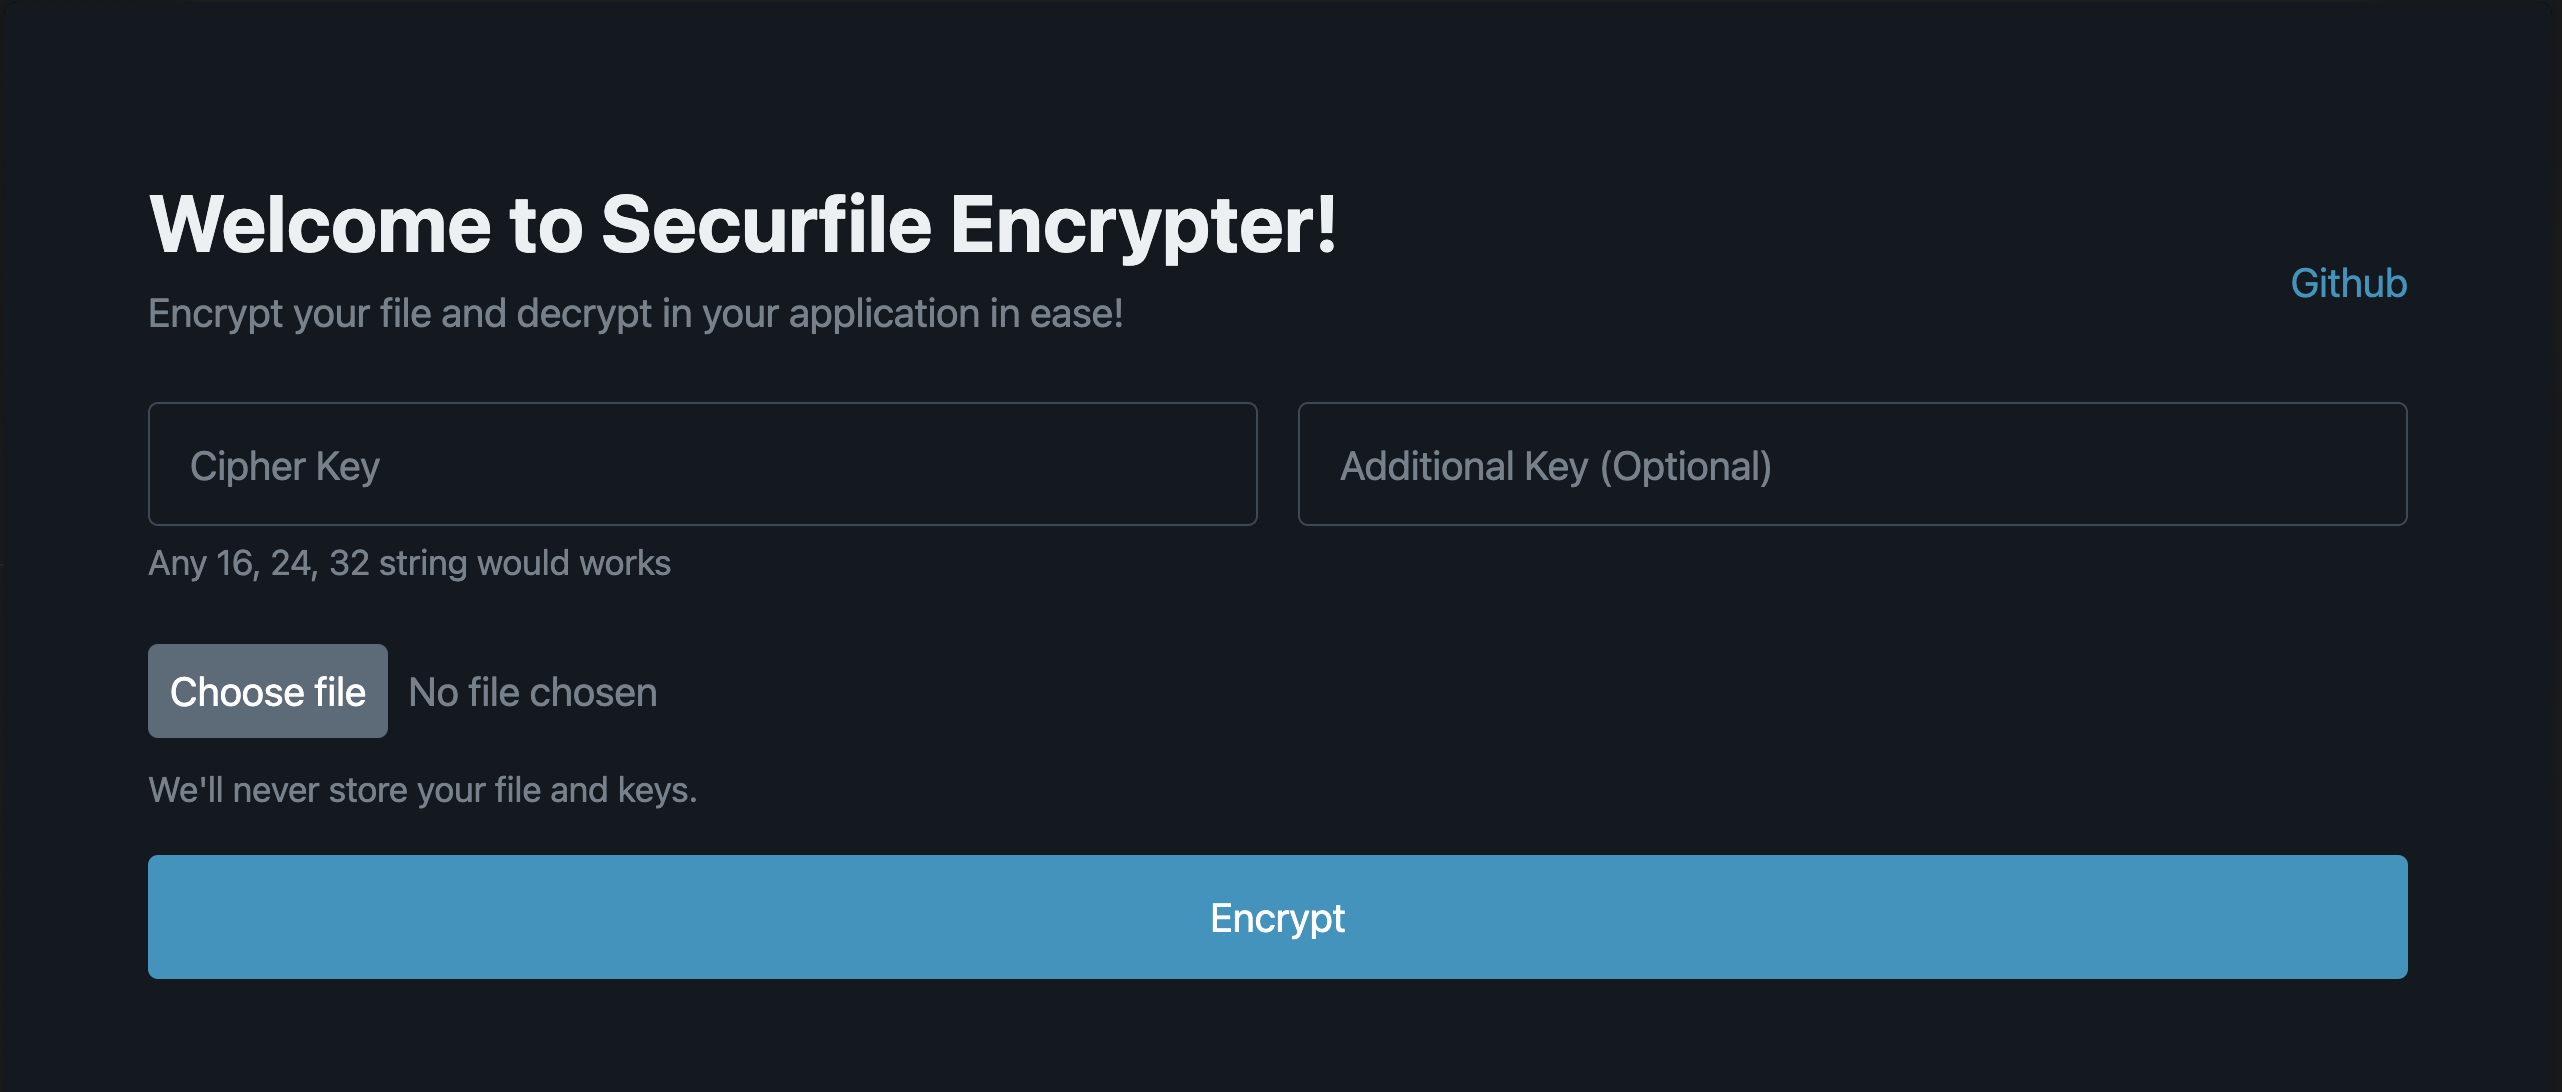 Welcome to Securfile Encrypter!
Encrypt your file and decrypt in your application in ease!
Github
Cipher Key
Additional Key (Optional)
Any 16, 24, 32 string would works
Choose file No file chosen
We'll never store your file and keys.
Encrypt